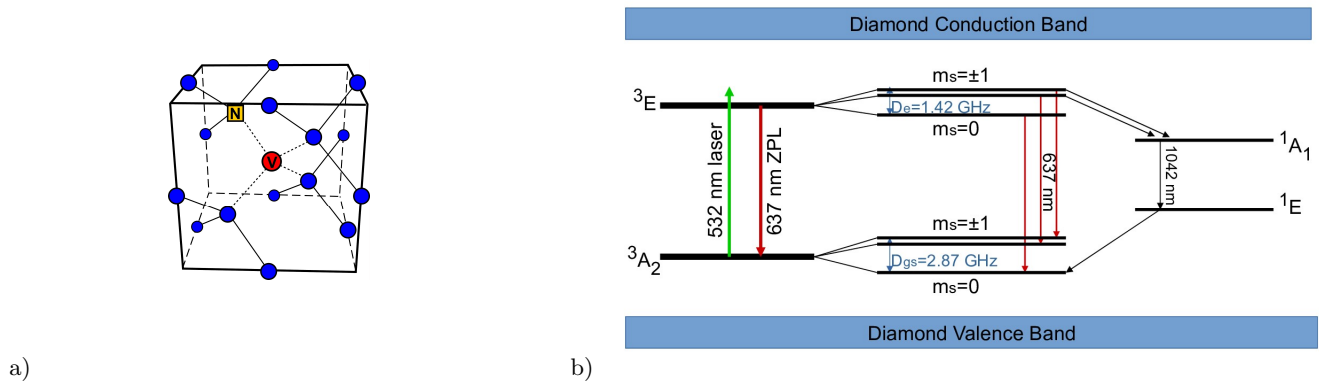 N
V
a)
Diamond Conduction Band
mₛ=±1
³E
Dₑ=1.42 GHz
mₛ=0
532 nm laser
637 nm ZPL
637 nm
¹A₁
1042 nm
¹E
mₛ=±1
³A₂
D_gs=2.87 GHz
mₛ=0
Diamond Valence Band
b)